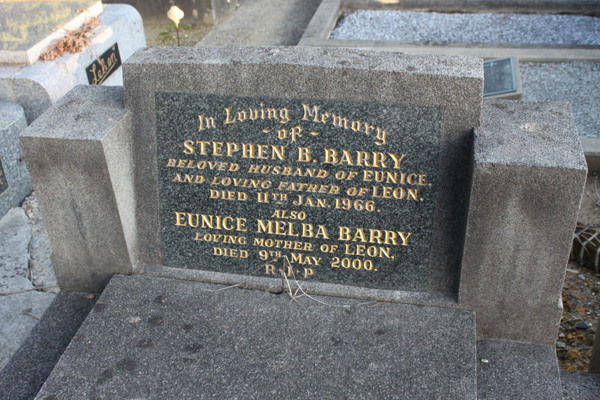 In Loving Memory
- OF -
STEPHEN B. BARRY
BELOVED HUSBAND OF EUNICE.
AND LOVING FATHER OF LEON,
DIED 11TH JAN. 1966.
ALSO
EUNICE MELBA BARRY
LOVING MOTHER OF LEON.
DIED 9TH MAY 2000.
R.I.P